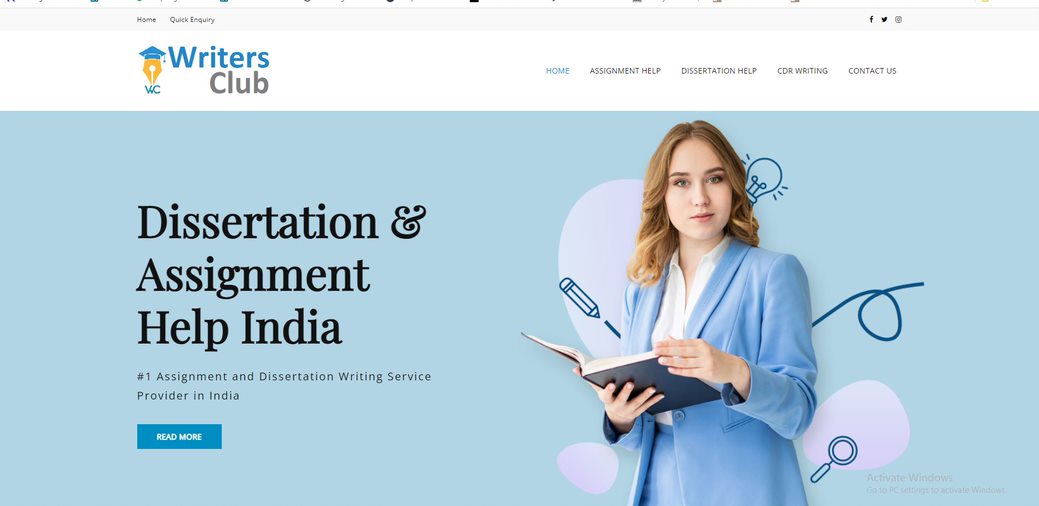 Home Quick Enquiry
Writers
Club
WC
HOME ASSIGNMENT HELP DISSERTATION HELP CDR WRITING CONTACT US
Dissertation &
Assignment
Help India
#1 Assignment and Dissertation Writing Service
Provider in India
READ MORE
Activate Windows
Go to PC settings to activate Windows.